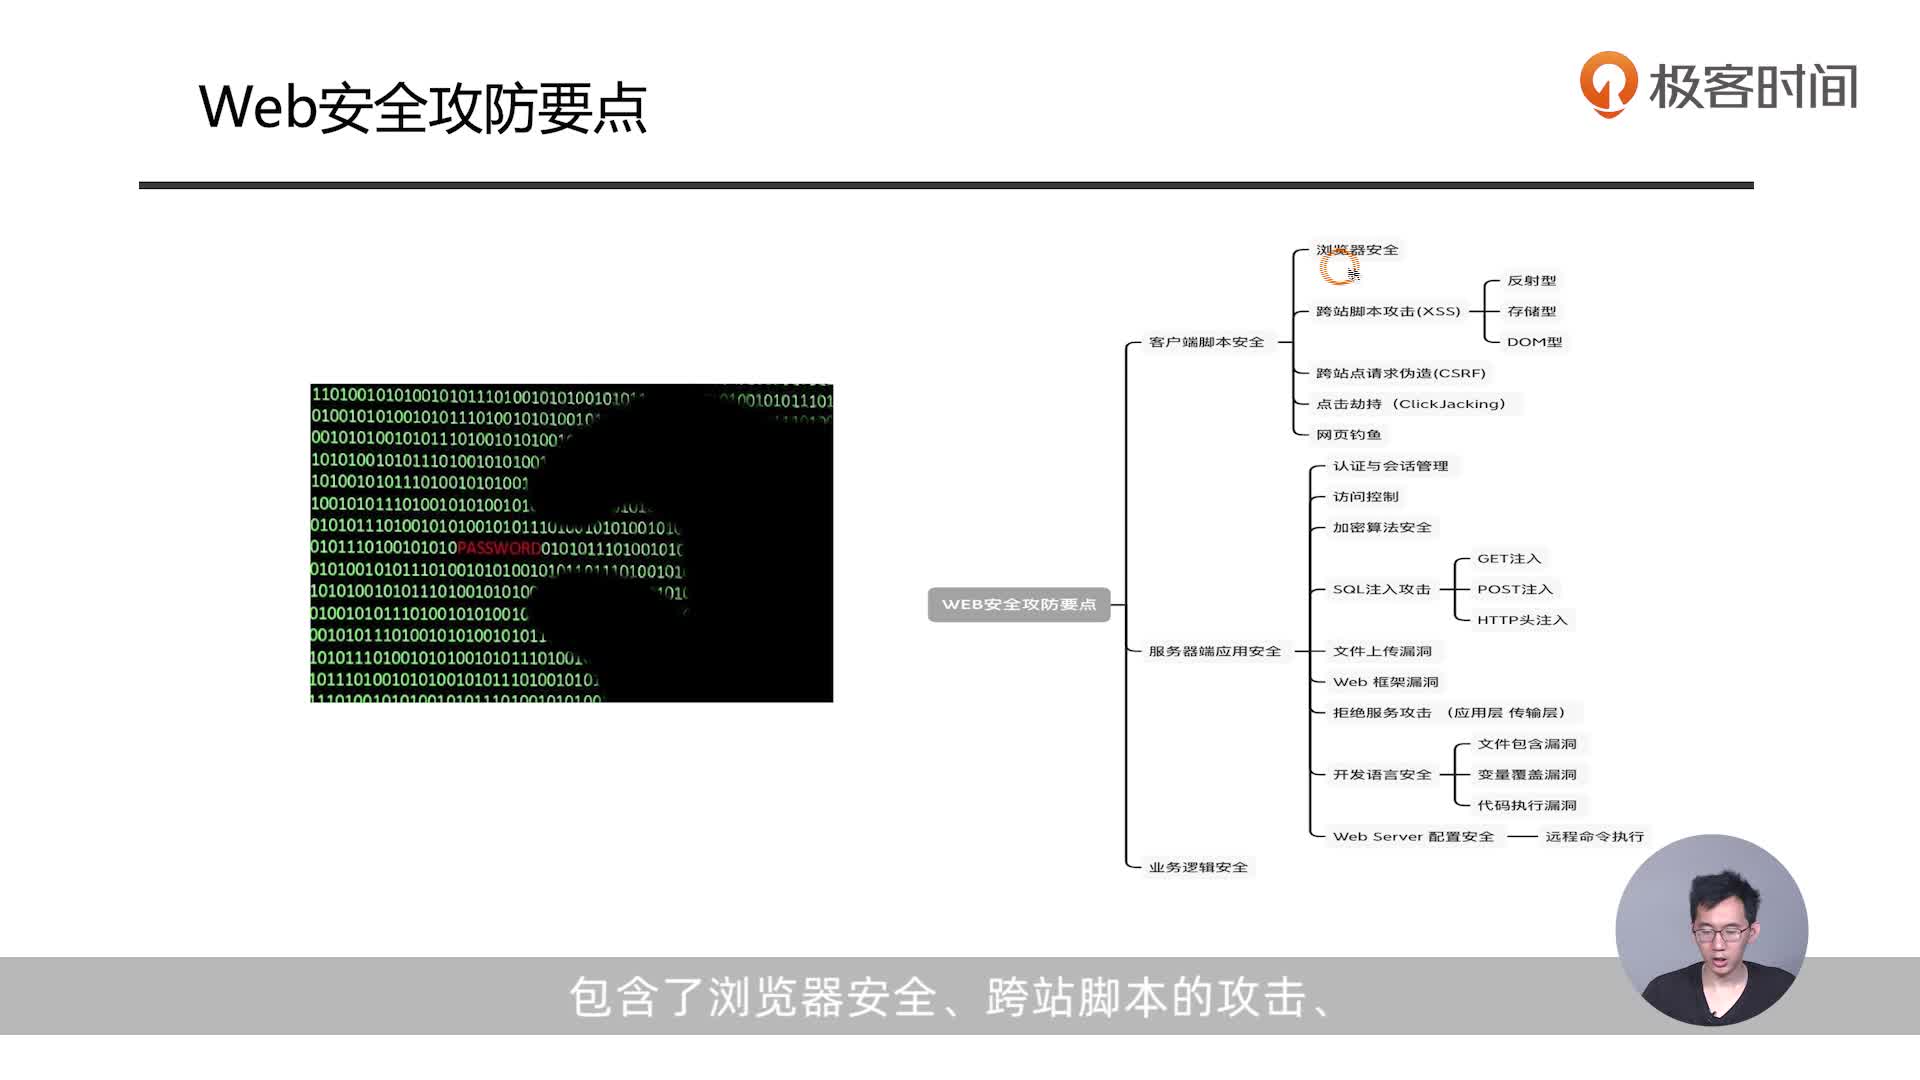 Web安全攻防要点
极客时间
PASSWORD
WEB安全攻防要点
客户端脚本安全
浏览器安全
跨站脚本攻击(XSS)
反射型
存储型
DOM型
跨站点请求伪造(CSRF)
点击劫持（ClickJacking）
网页钓鱼
服务器端应用安全
认证与会话管理
访问控制
加密算法安全
SQL注入攻击
GET注入
POST注入
HTTP头注入
文件上传漏洞
Web 框架漏洞
拒绝服务攻击 （应用层 传输层）
开发语言安全
文件包含漏洞
变量覆盖漏洞
代码执行漏洞
Web Server 配置安全
远程命令执行
业务逻辑安全
包含了浏览器安全、跨站脚本的攻击、